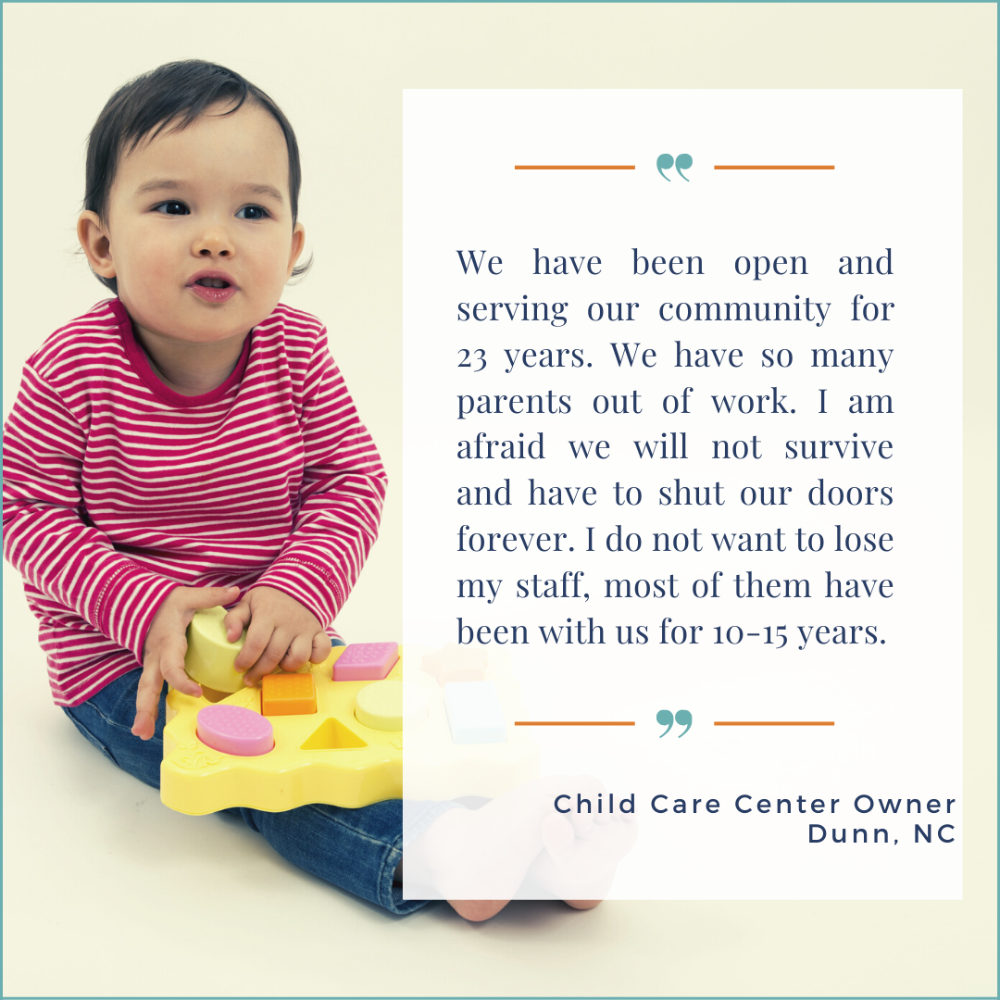 ❞
We have been open and
serving our community for
23 years. We have so many
parents out of work. I am
afraid we will not survive
and have to shut our doors
forever. I do not want to lose
my staff, most of them have
been with us for 10-15 years.
❞
Child Care Center Owner
Dunn, NC